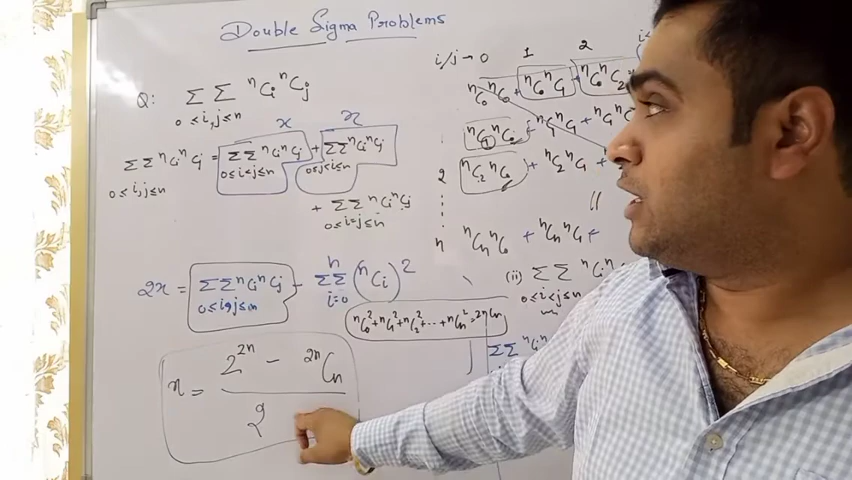 Double Sigma Problems
Q: ΣΣ ⁿCᵢ ⁿCⱼ
0≤i,j≤n
ΣΣ ⁿCᵢ ⁿCⱼ = ΣΣ ⁿCᵢ ⁿCⱼ + ΣΣ ⁿCᵢ ⁿCⱼ
0≤i,j≤n 0≤i<j≤n 0≤j<i≤n
x x
+ ΣΣ ⁿCᵢ ⁿCⱼ
0≤i=j≤n
2x = ΣΣ ⁿCᵢ ⁿCⱼ - ΣΣ (ⁿCᵢ)²
0≤i,j≤n i=0 n
ⁿC₀² + ⁿC₁² + ⁿC₂² + ... + ⁿCₙ² = ²ⁿCₙ
x = 2²ⁿ - ²ⁿCₙ
2
i/j → 0 1 2
ⁿC₀ ⁿC₀ + ⁿC₀ ⁿC₁ + ⁿC₀ ⁿC₂
ⁿC₁ ⁿC₀ + ⁿC₁ ⁿC₁ + ⁿC₁
2 ⁿC₂ ⁿC₀ + ⁿC₂ ⁿC₁ +
n ⁿCₙ ⁿC₀ + ⁿCₙ ⁿC₁ +
(ii) ΣΣ ⁿCᵢ
0≤i<j≤n
ΣΣ